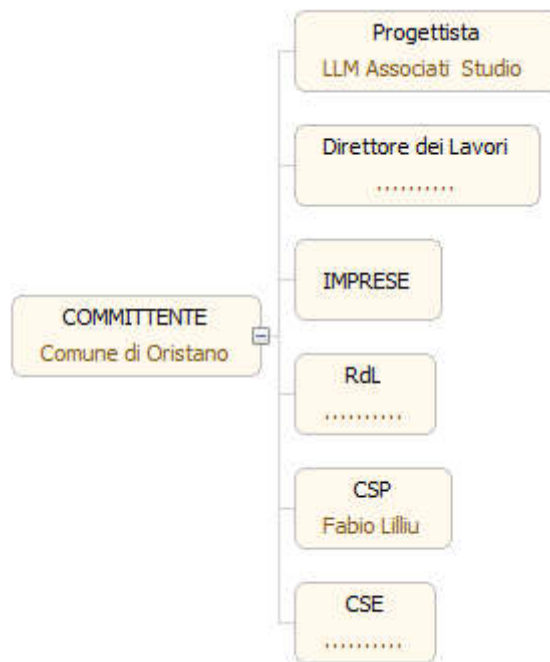 Progettista
LLM Associati Studio
Direttore dei Lavori
,,,,,,,,,,
IMPRESE
COMMITTENTE
Comune di Oristano
RdL
,,,,,,,,,,
CSP
Fabio Lilliu
CSE
,,,,,,,,,,